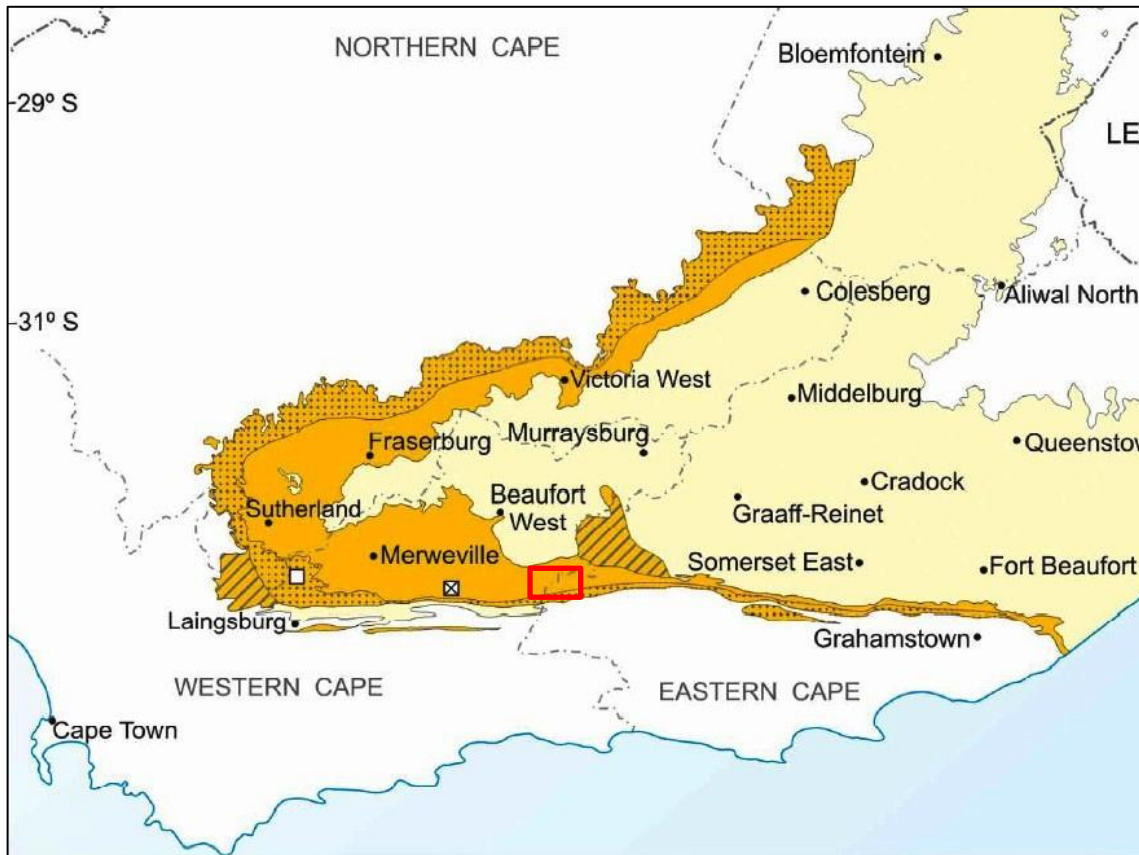 NORTHERN CAPE
Bloemfontein
29º S
LE
31º S
Colesberg
Aliwal North
Victoria West
Middelburg
Fraserburg
Murraysburg
Queenstow
Cradock
Beaufort
West
Graaff-Reinet
Sutherland
Merweville
Somerset East
Fort Beaufort
Laingsburg
Grahamstown
WESTERN CAPE
EASTERN CAPE
Cape Town